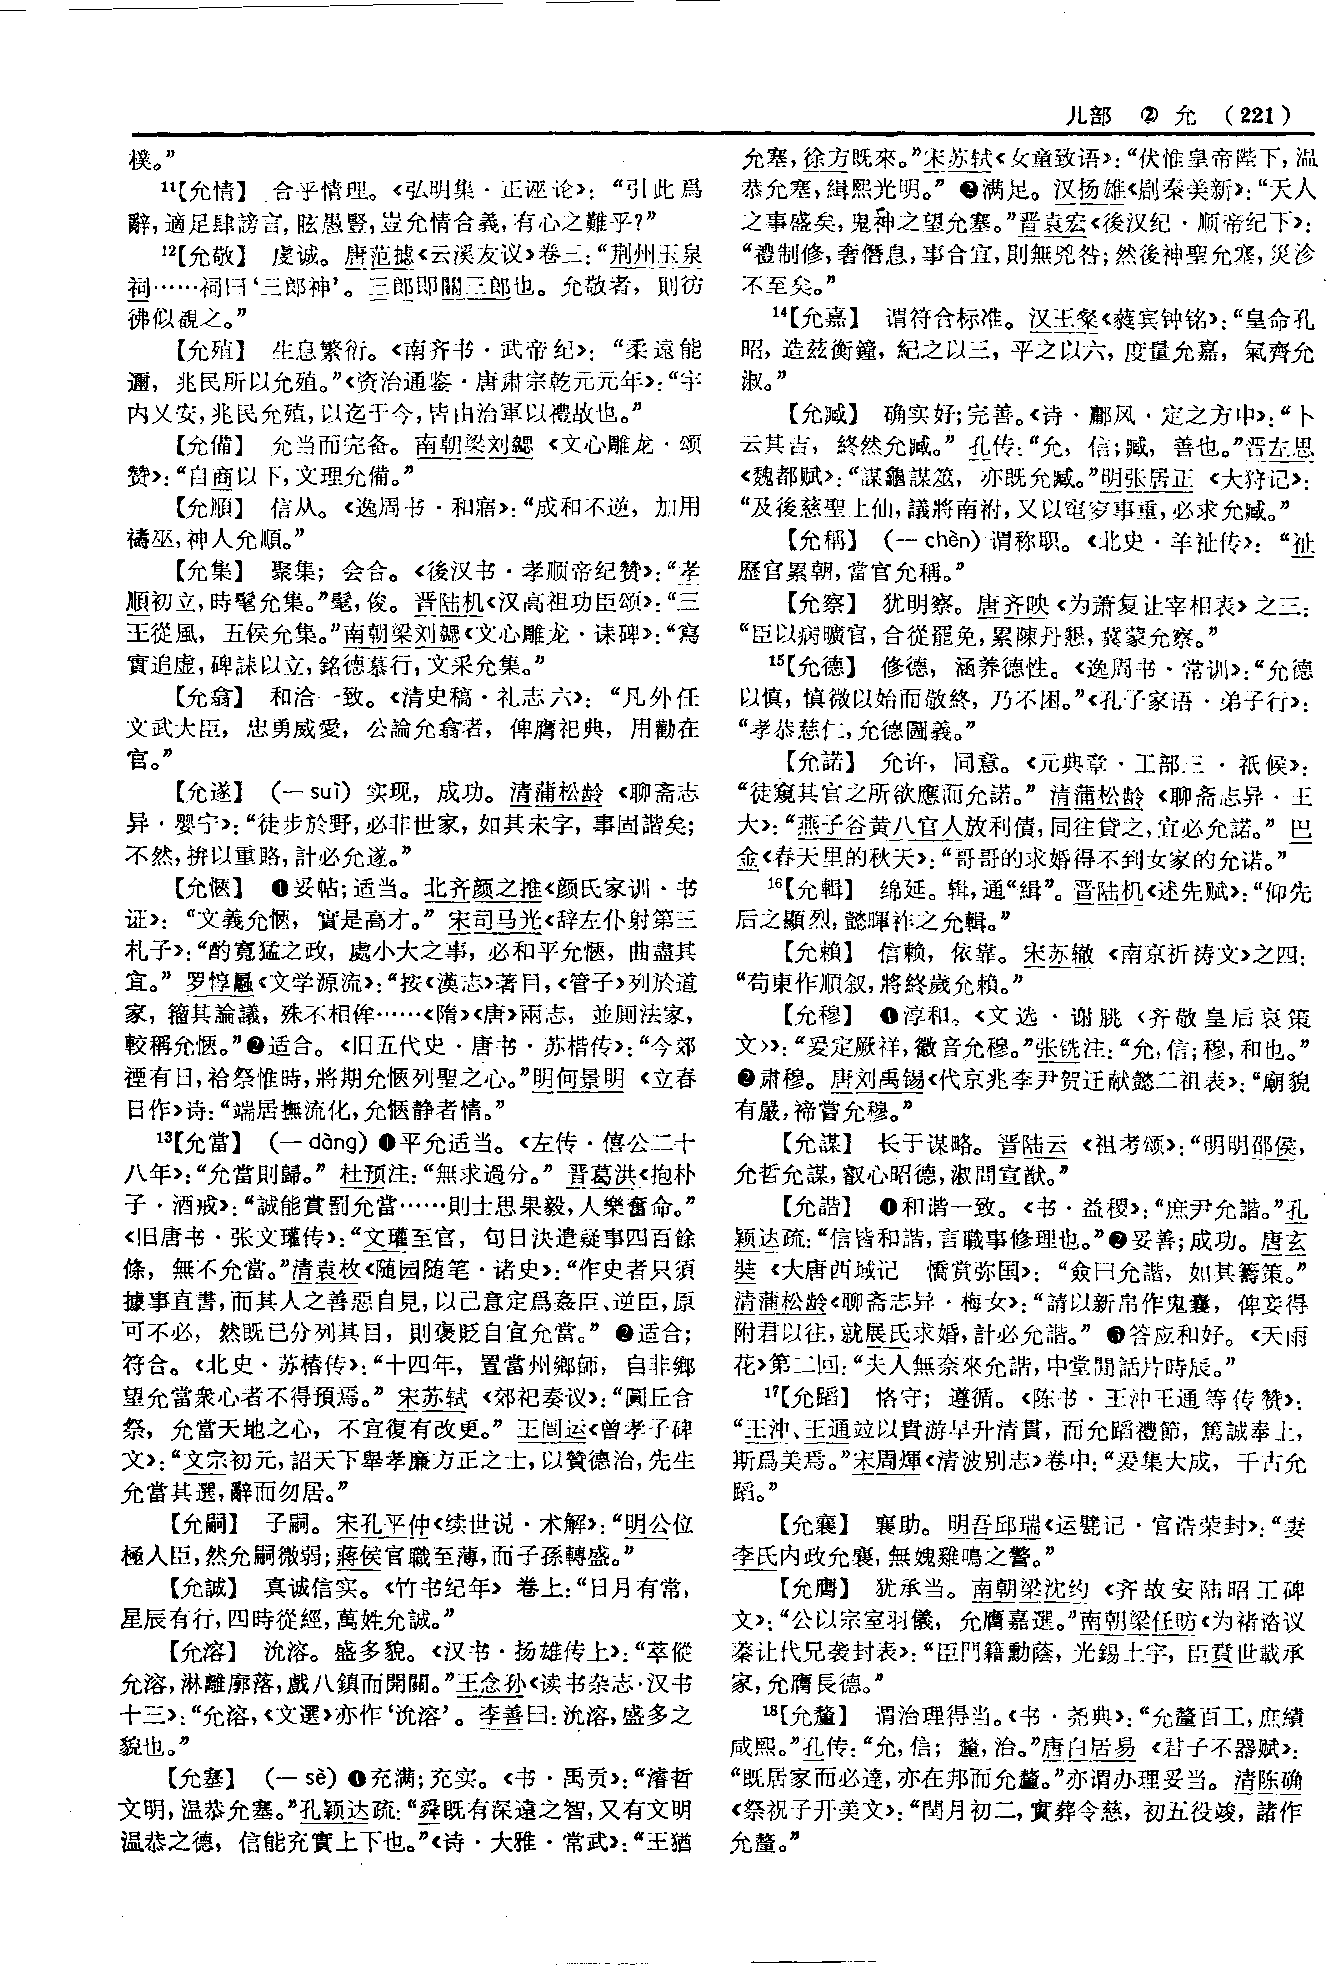 儿部 ② 允 (221)
樸。”
¹¹【允情】 合乎情理。《弘明集·正诬论》：“引此爲
辭，適足肆謗言，眩愚豎，豈允情合義，有心之難乎？”
¹²【允敬】 虔诚。唐范摅《云溪友议》卷三：“荆州玉泉
祠……祠曰‘三郎神’。三郎即關三郎也。允敬者，則彷
彿似覩之。”
【允殖】 生息繁衍。《南齐书·武帝纪》：“柔遠能
邇，兆民所以允殖。”《资治通鉴·唐肃宗乾元元年》：“宇
内乂安，兆民允殖，以迄于今，皆由治軍以禮故也。”
【允備】 允当而完备。南朝梁刘勰《文心雕龙·颂
赞》：“自商以下，文理允備。”
【允順】 信从。《逸周书·和寤》：“成和不逆，加用
禱巫，神人允順。”
【允集】 聚集；会合。《後汉书·孝顺帝纪赞》：“孝
順初立，時髦允集。”髦，俊。晋陆机《汉高祖功臣颂》：“三
王從風，五侯允集。”南朝梁刘勰《文心雕龙·诔碑》：“寫
實追虚，碑誄以立，銘德慕行，文采允集。”
【允翕】 和洽一致。《清史稿·礼志六》：“凡外任
文武大臣，忠勇威愛，公論允翕者，俾膺祀典，用勸在
官。”
【允遂】 （—suì）实现，成功。清蒲松龄《聊斋志
异·婴宁》：“徒步於野，必非世家，如其未字，事固諧矣；
不然，拚以重賂，計必允遂。”
【允愜】 ❶妥帖；适当。北齐颜之推《颜氏家训·书
证》：“文義允愜，實是高才。”宋司马光《辞左仆射第三
札子》：“酌寬猛之政，處小大之事，必和平允愜，曲盡其
宜。”罗惇曧《文学源流》：“按《漢志》著目，《管子》列於道
家，籀其論議，殊不相侔……《隋》《唐》兩志，並厠法家，
較稱允愜。”❷适合。《旧五代史·唐书·苏楷传》：“今郊
禋有日，祫祭惟時，將期允愜列聖之心。”明何景明《立春
日作》诗：“端居撫流化，允愜静者情。”
¹³【允當】 （—dàng）❶平允适当。《左传·僖公二十
八年》：“允當則歸。”杜预注：“無求過分。”晋葛洪《抱朴
子·酒戒》：“誠能賞罰允當……則士思果毅，人樂奮命。”
《旧唐书·张文瓘传》：“文瓘至官，旬日決遣疑事四百餘
條，無不允當。”清袁枚《随园随笔·诸史》：“作史者只須
據事直書，而其人之善惡自見，以己意定爲姦臣、逆臣，原
可不必，然既已分列其目，則褒貶自宜允當。”❷适合；
符合。《北史·苏椿传》：“十四年，置當州鄉帥，自非鄉
望允當衆心者不得預焉。”宋苏轼《郊祀奏议》：“圜丘合
祭，允當天地之心，不宜復有改更。”王闿运《曾孝子碑
文》：“文宗初元，詔天下舉孝廉方正之士，以贊德治，先生
允當其選，辭而勿居。”
【允嗣】 子嗣。宋孔平仲《续世说·术解》：“明公位
極人臣，然允嗣微弱；蔣侯官職至薄，而子孫轉盛。”
【允誠】 真诚信实。《竹书纪年》卷上：“日月有常，
星辰有行，四時從經，萬姓允誠。”
【允溶】 沇溶。盛多貌。《汉书·扬雄传上》：“萃傱
允溶，淋離廓落，戲八鎮而開關。”王念孙《读书杂志·汉书
十三》：“允溶，《文選》亦作‘沇溶’。李善曰：沇溶，盛多之
貌也。”
【允塞】 （—sè）❶充满；充实。《书·禹贡》：“濬哲
文明，温恭允塞。”孔颖达疏：“舜既有深遠之智，又有文明
温恭之德，信能充實上下也。”《诗·大雅·常武》：“王猶
允塞，徐方既來。”宋苏轼《女童致语》：“伏惟皇帝陛下，温
恭允塞，緝熙光明。”❷满足。汉扬雄《剧秦美新》：“天人
之事盛矣，鬼神之望允塞。”晋袁宏《後汉纪·顺帝纪下》：
“禮制修，奢僭息，事合宜，則無兇咎；然後神聖允塞，災沴
不至矣。”
¹⁴【允嘉】 谓符合标准。汉王粲《蕤宾钟铭》：“皇命孔
昭，造兹衡鐘，紀之以三，平之以六，度量允嘉，氣齊允
淑。”
【允臧】 确实好；完善。《诗·鄘风·定之方中》：“卜
云其吉，終然允臧。”孔传：“允，信；臧，善也。”晋左思
《魏都赋》：“謀龜謀筮，亦既允臧。”明张居正《大狩记》：
“及後慈聖上仙，議將南祔，又以窀穸事重，必求允臧。”
【允稱】 （—chèn）谓称职。《北史·羊祉传》：“祉
歷官累朝，當官允稱。”
【允察】 犹明察。唐齐映《为萧复让宰相表》之三：
“臣以病曠官，合從罷免，累陳丹懇，冀蒙允察。”
¹⁵【允德】 修德，涵养德性。《逸周书·常训》：“允德
以慎，慎微以始而敬終，乃不困。”《孔子家语·弟子行》：
“孝恭慈仁，允德圖義。”
【允諾】 允许，同意。《元典章·工部三·祗候》：
“徒窺其官之所欲應而允諾。”清蒲松龄《聊斋志异·王
大》：“燕子谷黄八官人放利債，同往貸之，宜必允諾。”巴
金《春天里的秋天》：“哥哥的求婚得不到女家的允诺。”
¹⁶【允輯】 绵延。辑，通“缉”。晋陆机《述先赋》：“仰先
后之顯烈，懿暉祚之允輯。”
【允賴】 信赖，依靠。宋苏辙《南京祈涛文》之四：
“苟東作順叙，將終歲允賴。”
【允穆】 ❶淳和。《文选·谢朓〈齐敬皇后哀策
文〉》：“爰定厥祥，徽音允穆。”张铣注：“允，信；穆，和也。”
❷肃穆。唐刘禹锡《代京兆李尹贺迁献懿二祖表》：“廟貌
有嚴，禘嘗允穆。”
【允謀】 长于谋略。晋陆云《祖考颂》：“明明邵侯，
允哲允謀，叡心昭德，淑問宣猷。”
【允諧】 ❶和谐一致。《书·益稷》：“庶尹允諧。”孔
颖达疏：“信皆和諧，言職事修理也。”❷妥善；成功。唐玄
奘《大唐西域记 憍赏弥国》：“僉曰允諧，如其籌策。”
清蒲松龄《聊斋志异·梅女》：“請以新帛作鬼囊，俾妾得
附君以往，就展氏求婚，計必允諧。”❸答应和好。《天雨
花》第二回：“夫人無奈來允諧，中堂閒話片時辰。”
¹⁷【允蹈】 恪守；遵循。《陈书·王冲王通等传赞》：
“王沖、王通竝以貴游早升清貫，而允蹈禮節，篤誠奉上，
斯爲美焉。”宋周煇《清波别志》卷中：“爰集大成，千古允
蹈。”
【允襄】 襄助。明吾邱瑞《运甓记·官诰荣封》：“妻
李氏内政允襄，無媿雞鳴之警。”
【允膺】 犹承当。南朝梁沈约《齐故安陆昭王碑
文》：“公以宗室羽儀，允膺嘉選。”南朝梁任昉《为褚谘议
蓁让代兄袭封表》：“臣門籍勳蔭，光錫土字，臣賁世載承
家，允膺長德。”
¹⁸【允釐】 谓治理得当。《书·尧典》：“允釐百工，庶績
咸熙。”孔传：“允，信；釐，治。”唐白居易《君子不器赋》：
“既居家而必達，亦在邦而允釐。”亦谓办理妥当。清陈确
《祭祝子开美文》：“閏月初二，實葬令慈，初五役竣，諸作
允釐。”